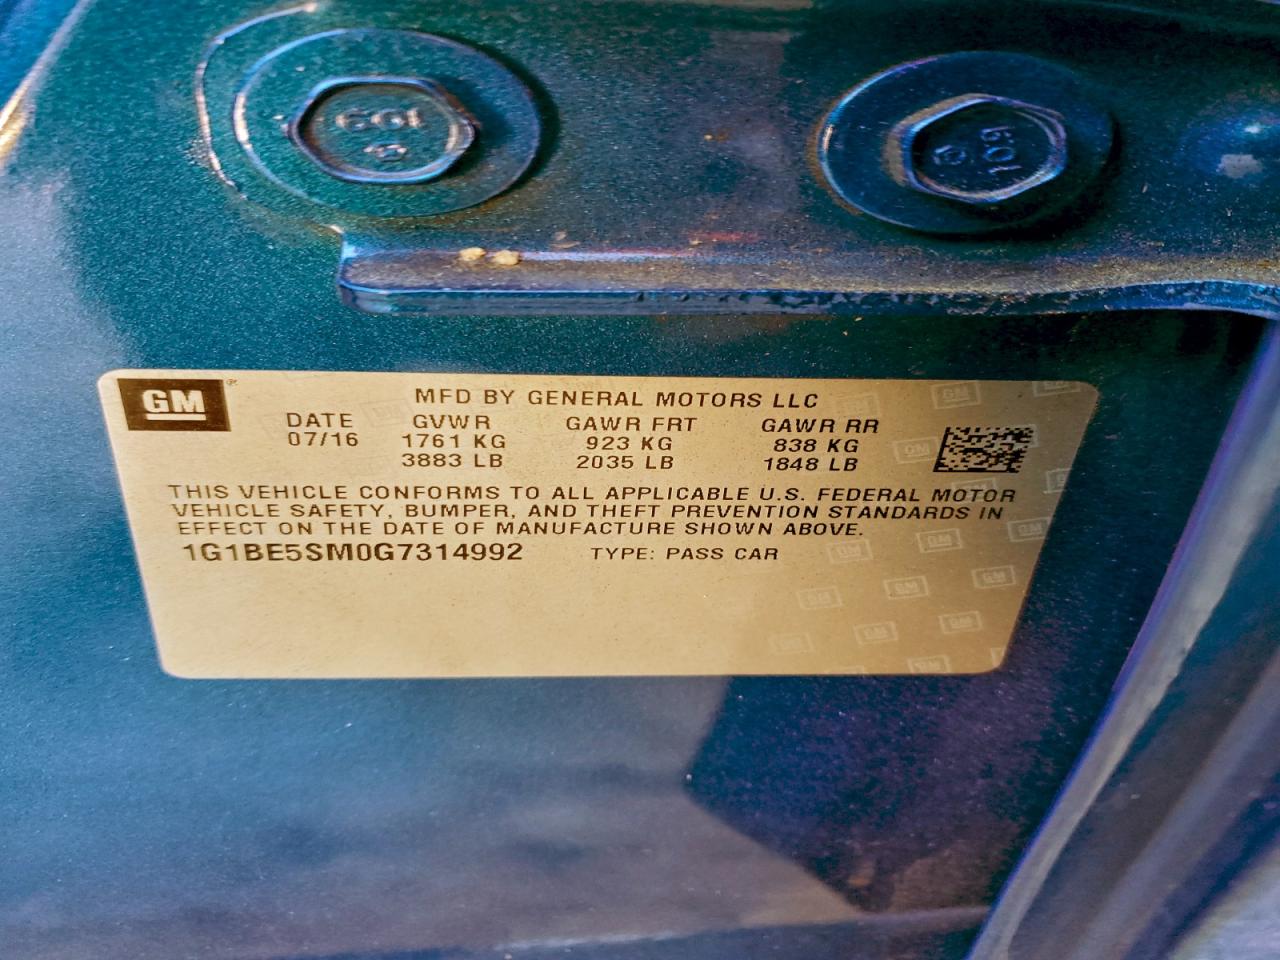 109
109
GM
MFD BY GENERAL MOTORS LLC
DATE GVWR GAWR FRT GAWR RR
07/16 1761 KG 923 KG 838 KG
3883 LB 2035 LB 1848 LB
THIS VEHICLE CONFORMS TO ALL APPLICABLE U.S. FEDERAL MOTOR
VEHICLE SAFETY, BUMPER, AND THEFT PREVENTION STANDARDS IN
EFFECT ON THE DATE OF MANUFACTURE SHOWN ABOVE.
1G1BE5SM0G7314992 TYPE: PASS CAR